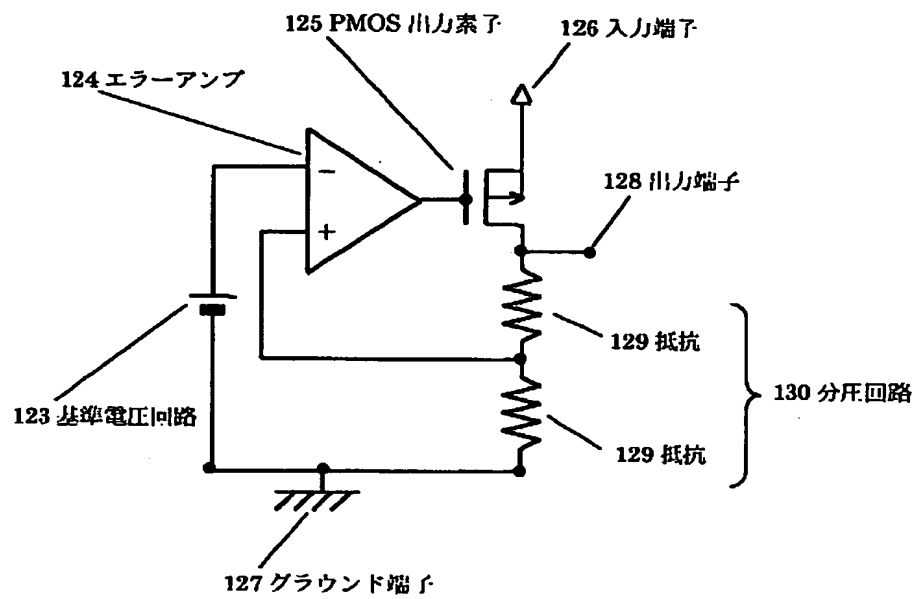 125 PMOS 出力素子
126 入力端子
124 エラーアンプ
128 出力端子
−
+
129 抵抗
130 分圧回路
123 基準電圧回路
129 抵抗
127 グラウンド端子